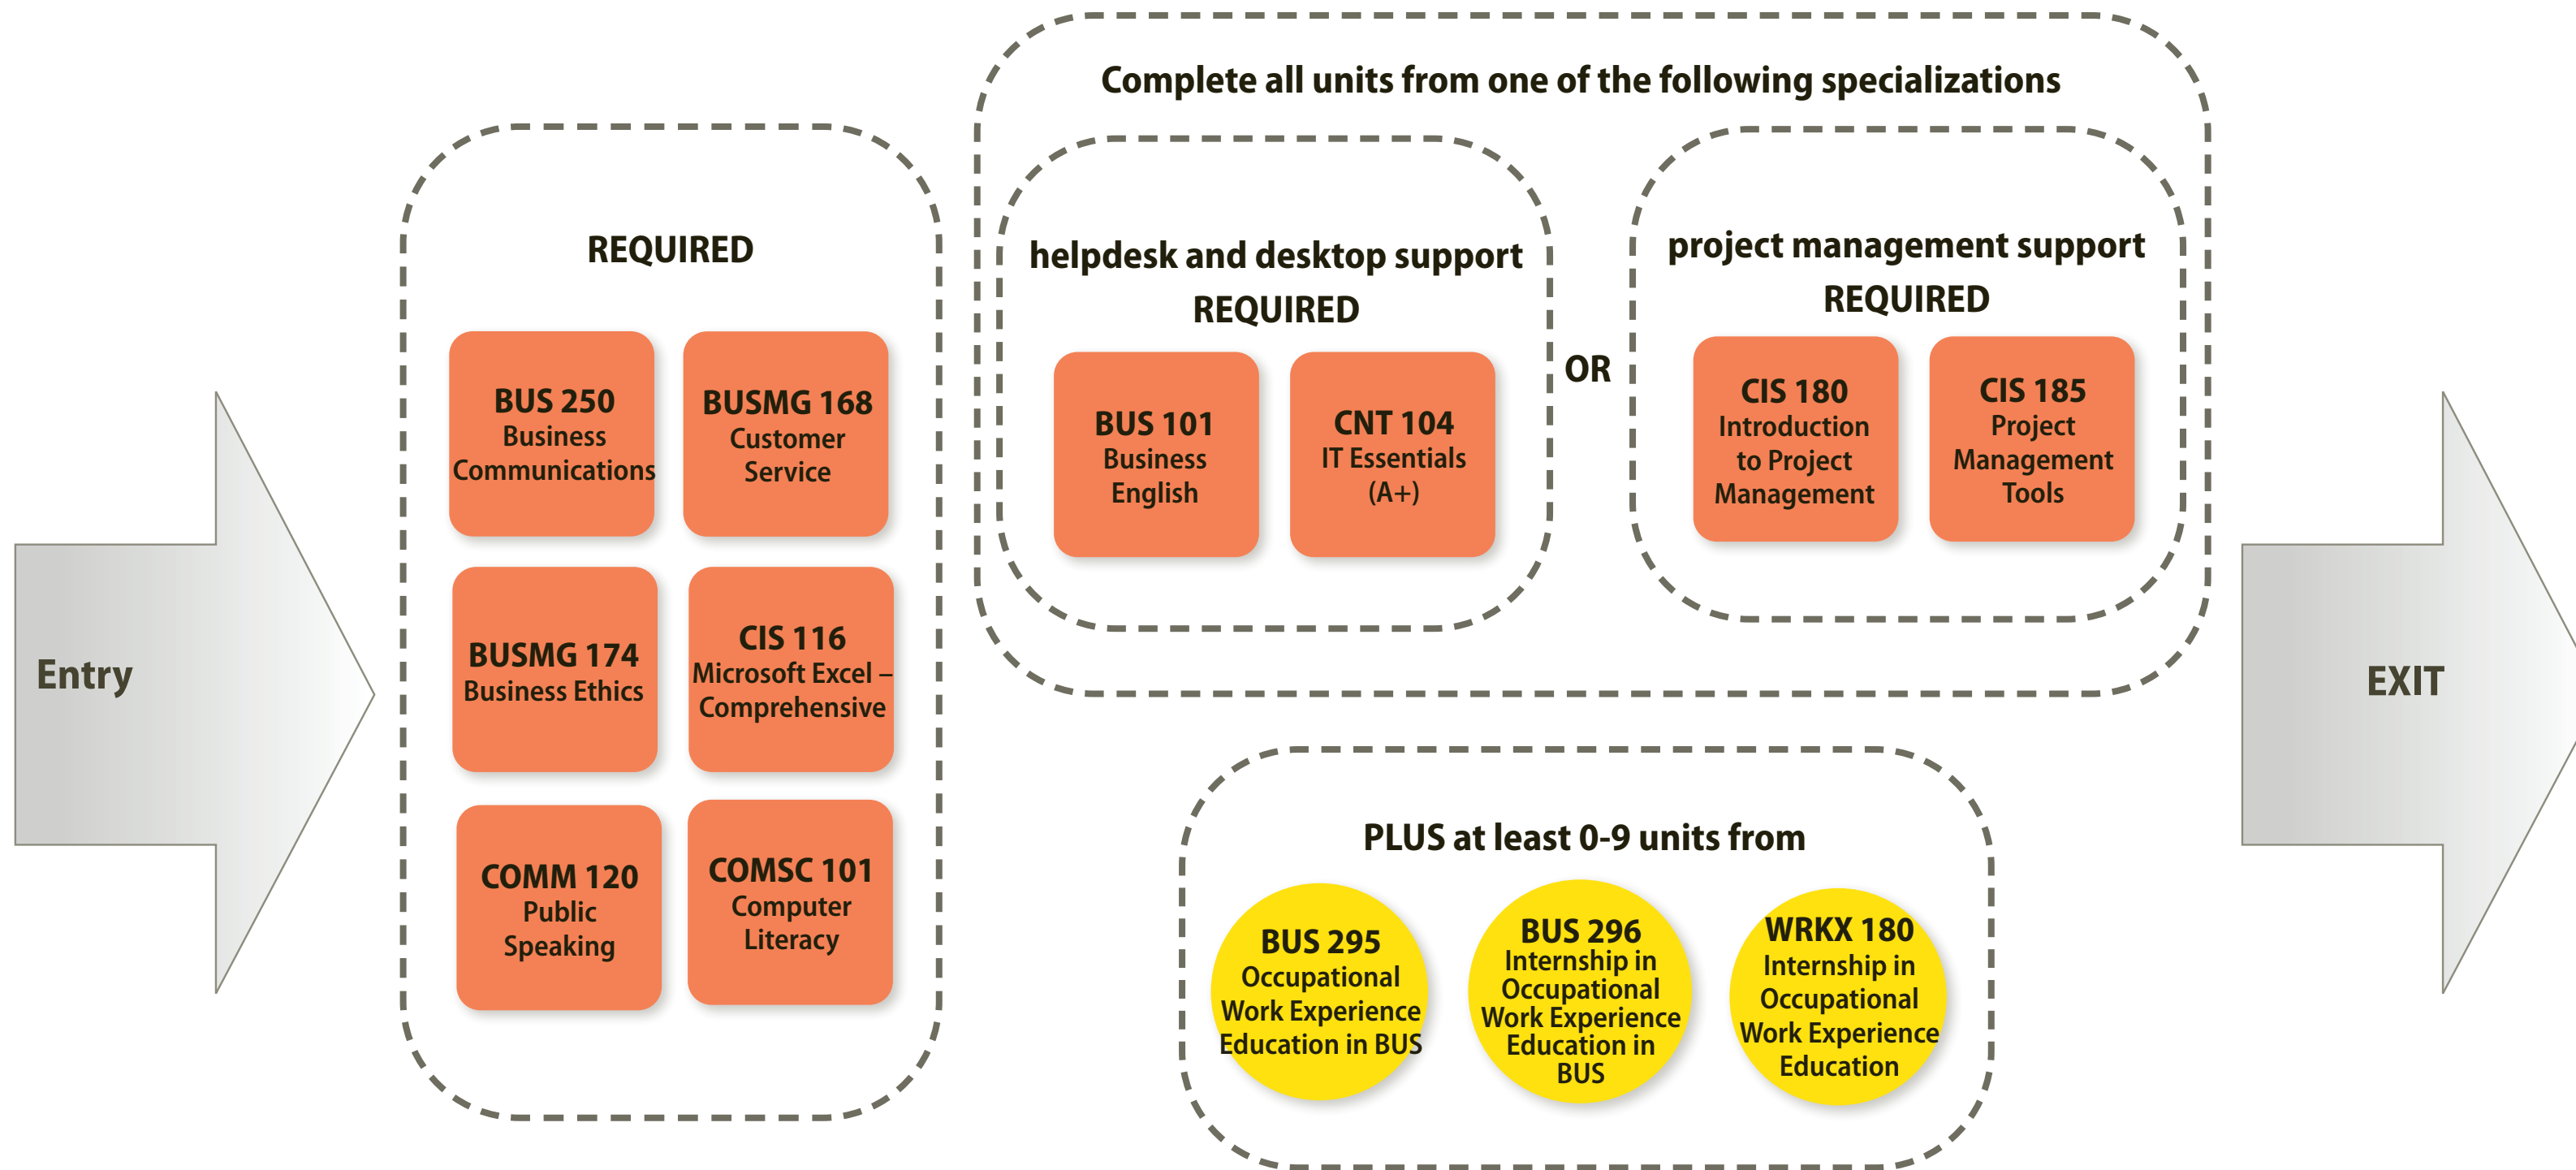 Entry
REQUIRED
BUS 250
Business
Communications
BUSMG 168
Customer
Service
BUSMG 174
Business Ethics
CIS 116
Microsoft Excel –
Comprehensive
COMM 120
Public
Speaking
COMSC 101
Computer
Literacy
Complete all units from one of the following specializations
helpdesk and desktop support
REQUIRED
BUS 101
Business
English
CNT 104
IT Essentials
(A+)
OR
project management support
REQUIRED
CIS 180
Introduction
to Project
Management
CIS 185
Project
Management
Tools
PLUS at least 0-9 units from
BUS 295
Occupational
Work Experience
Education in BUS
BUS 296
Internship in
Occupational
Work Experience
Education in
BUS
WRKX 180
Internship in
Occupational
Work Experience
Education
EXIT